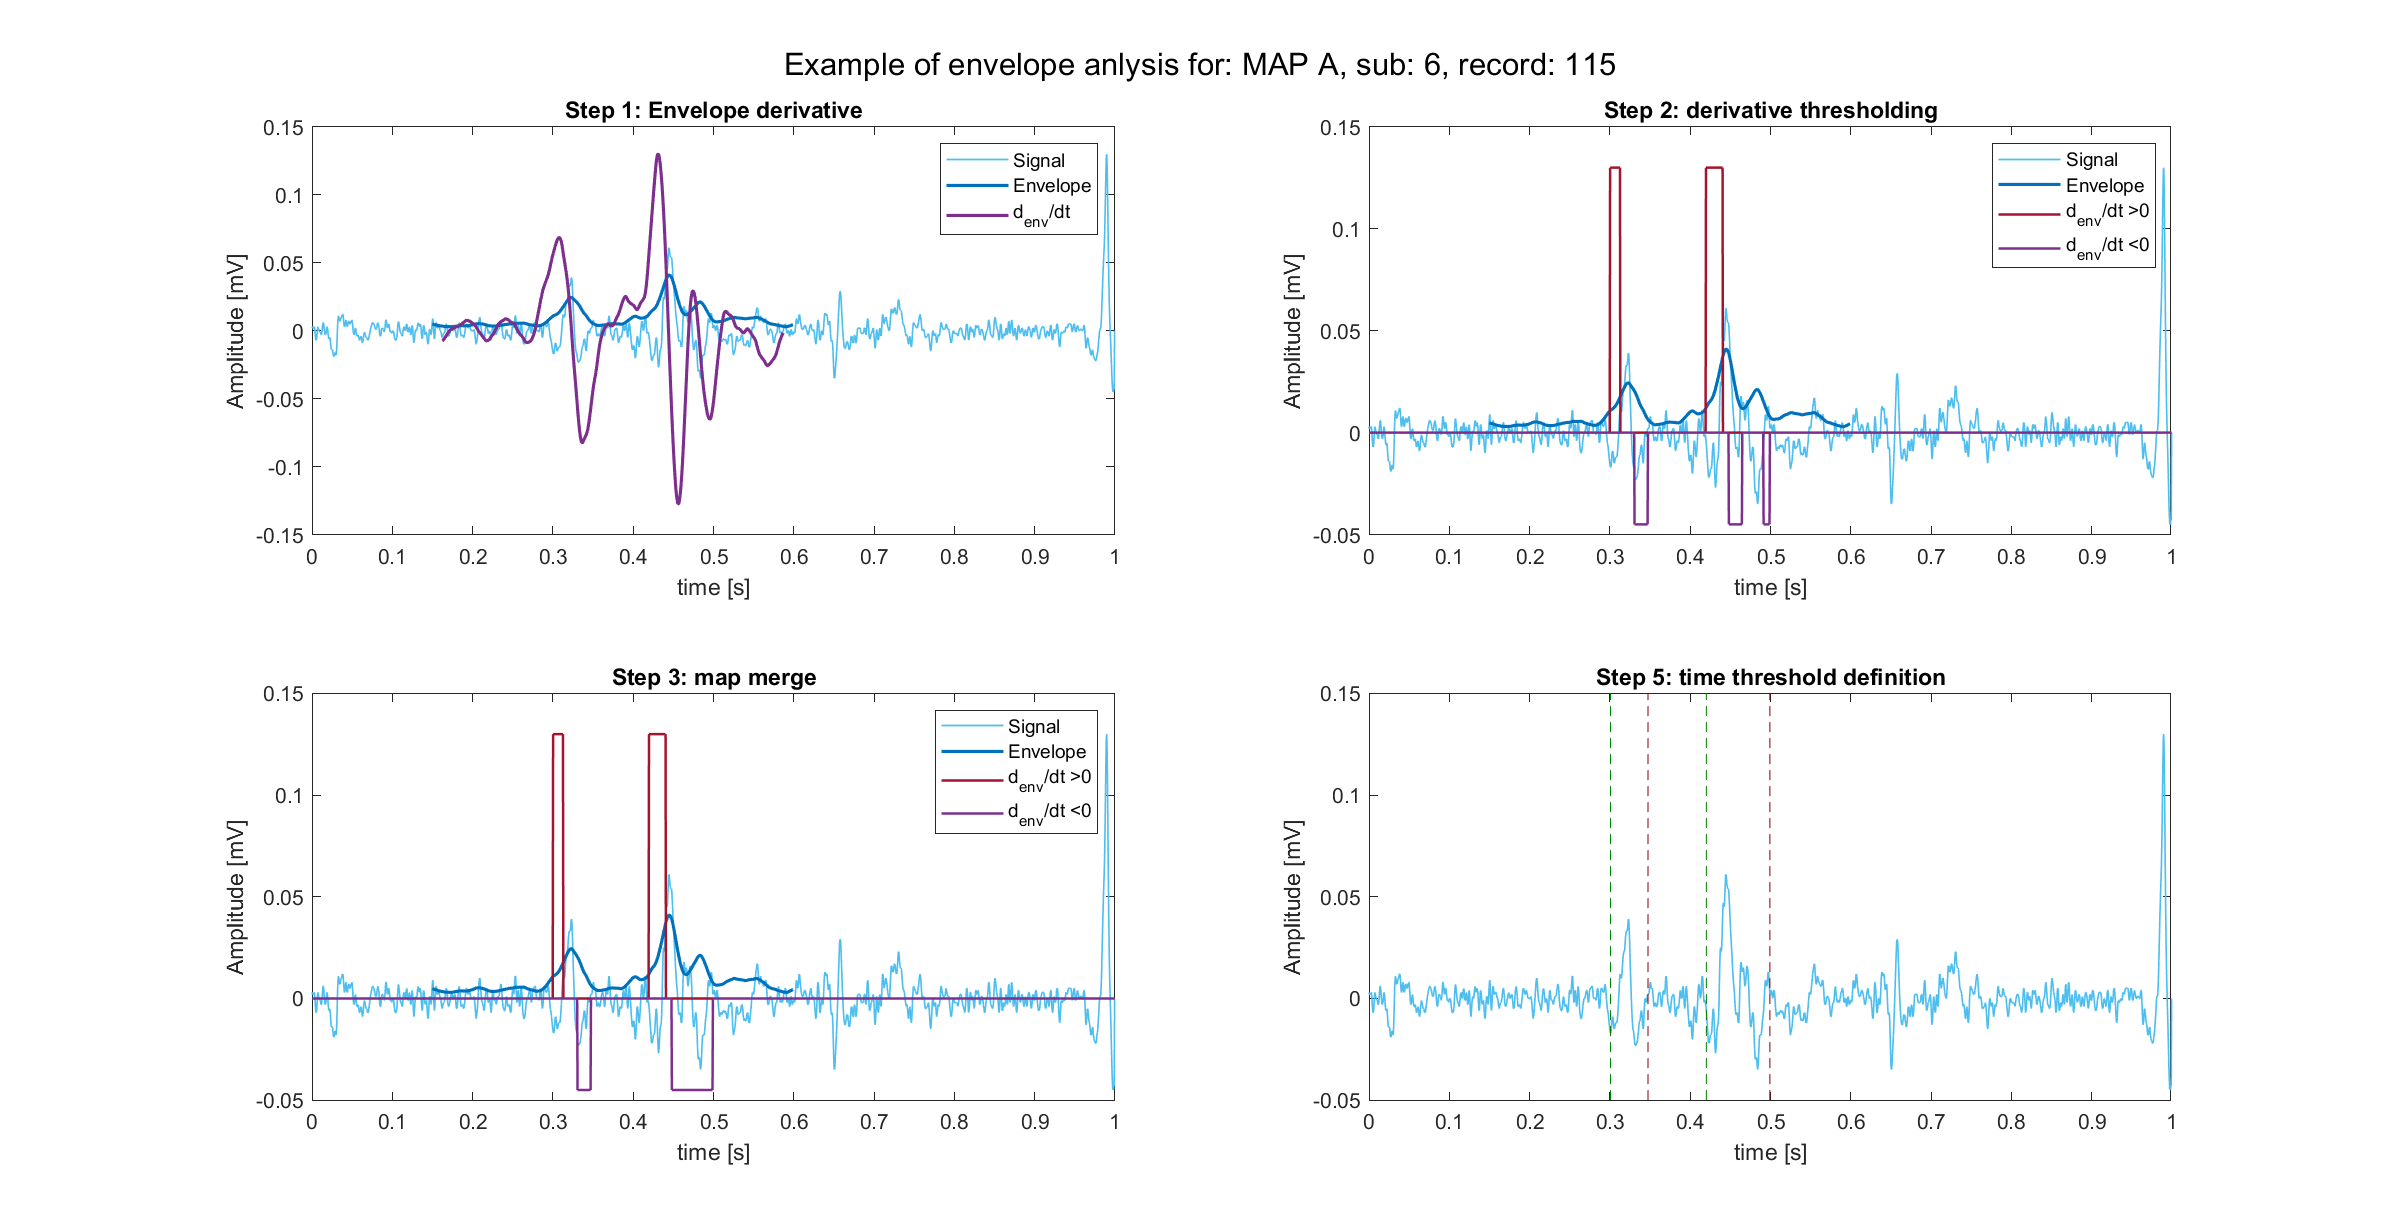 Example of envelope anlysis for: MAP A, sub: 6, record: 115
Step 1: Envelope derivative
0.15
0.1
0.05
0
-0.05
-0.1
-0.15
Amplitude [mV]
0 0.1 0.2 0.3 0.4 0.5 0.6 0.7 0.8 0.9 1
time [s]
Signal
Envelope
d_env/dt
Step 2: derivative thresholding
0.15
0.1
0.05
0
-0.05
Amplitude [mV]
0 0.1 0.2 0.3 0.4 0.5 0.6 0.7 0.8 0.9 1
time [s]
Signal
Envelope
d_env/dt >0
d_env/dt <0
Step 3: map merge
0.15
0.1
0.05
0
-0.05
Amplitude [mV]
0 0.1 0.2 0.3 0.4 0.5 0.6 0.7 0.8 0.9 1
time [s]
Signal
Envelope
d_env/dt >0
d_env/dt <0
Step 5: time threshold definition
0.15
0.1
0.05
0
-0.05
Amplitude [mV]
0 0.1 0.2 0.3 0.4 0.5 0.6 0.7 0.8 0.9 1
time [s]